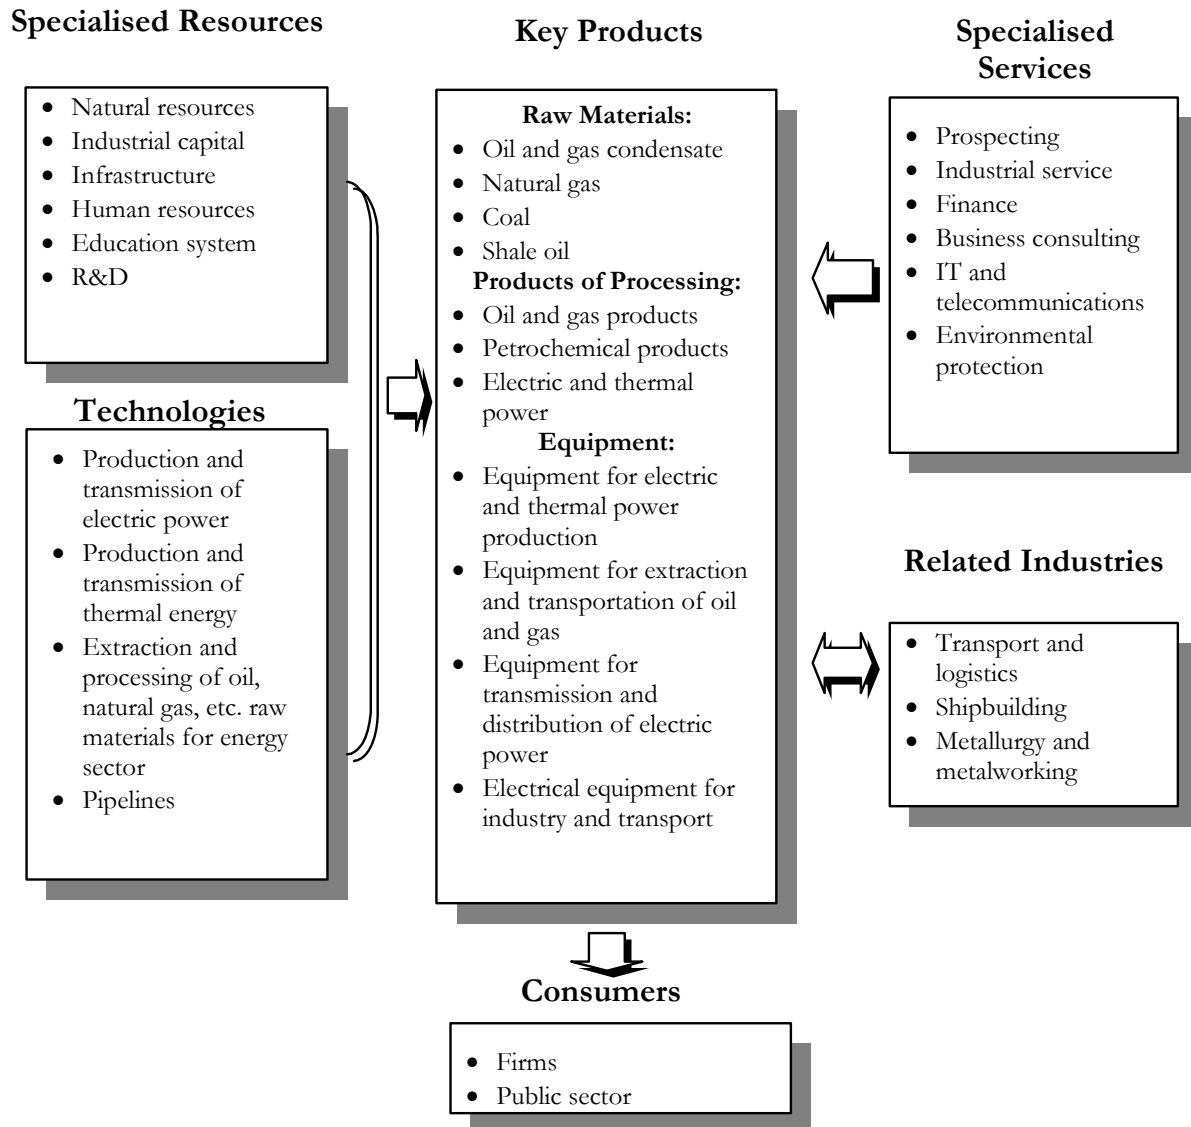 Specialised Resources
• Natural resources
• Industrial capital
• Infrastructure
• Human resources
• Education system
• R&D
Technologies
• Production and
transmission of
electric power
• Production and
transmission of
thermal energy
• Extraction and
processing of oil,
natural gas, etc. raw
materials for energy
sector
• Pipelines
Key Products
Raw Materials:
• Oil and gas condensate
• Natural gas
• Coal
• Shale oil
Products of Processing:
• Oil and gas products
• Petrochemical products
• Electric and thermal
power
Equipment:
• Equipment for electric
and thermal power
production
• Equipment for extraction
and transportation of oil
and gas
• Equipment for
transmission and
distribution of electric
power
• Electrical equipment for
industry and transport
Specialised
Services
• Prospecting
• Industrial service
• Finance
• Business consulting
• IT and
telecommunications
• Environmental
protection
Related Industries
• Transport and
logistics
• Shipbuilding
• Metallurgy and
metalworking
Consumers
• Firms
• Public sector